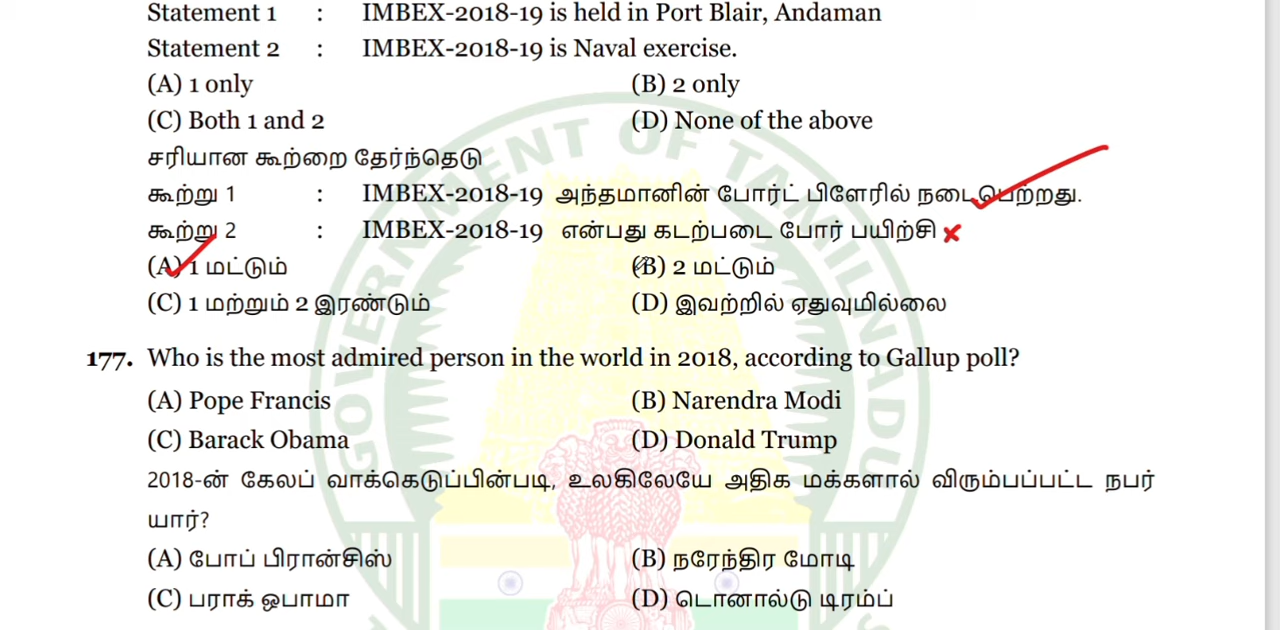 Statement 1 : IMBEX-2018-19 is held in Port Blair, Andaman
Statement 2 : IMBEX-2018-19 is Naval exercise.
(A) 1 only (B) 2 only
(C) Both 1 and 2 (D) None of the above
சரியான கூற்றை தேர்ந்தெடு
கூற்று 1 : IMBEX-2018-19 அந்தமானின் போர்ட் பிளேரில் நடைபெற்றது.
கூற்று 2 : IMBEX-2018-19 என்பது கடற்படை போர் பயிற்சி
(A) 1 மட்டும் (B) 2 மட்டும்
(C) 1 மற்றும் 2 இரண்டும் (D) இவற்றில் ஏதுவுமில்லை
177. Who is the most admired person in the world in 2018, according to Gallup poll?
(A) Pope Francis (B) Narendra Modi
(C) Barack Obama (D) Donald Trump
2018-ன் கேலப் வாக்கெடுப்பின்படி, உலகிலேயே அதிக மக்களால் விரும்பப்பட்ட நபர்
யார்?
(A) போப் பிரான்சிஸ் (B) நரேந்திர மோடி
(C) பராக் ஒபாமா (D) டொனால்டு டிரம்ப்
GOVERNMENT OF TAMILNADU